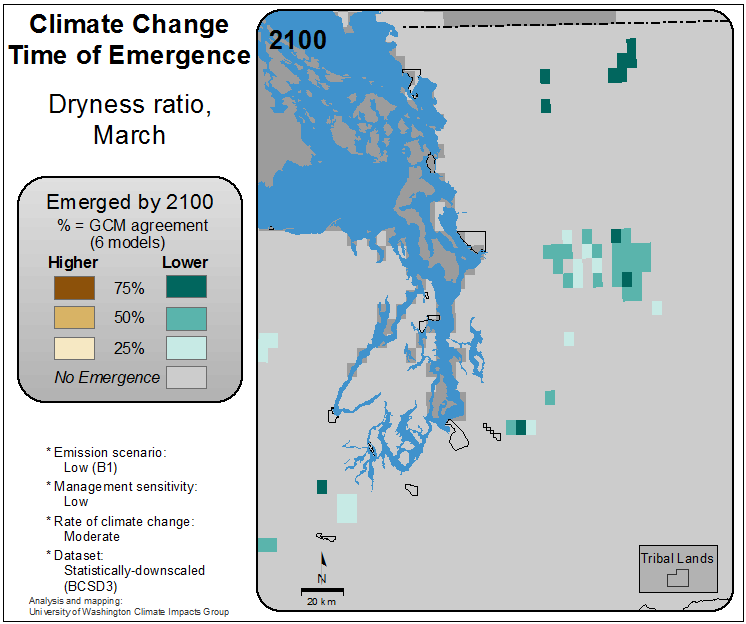 Climate Change
Time of Emergence
Dryness ratio,
March
Emerged by 2100
% = GCM agreement
(6 models)
Higher Lower
75%
50%
25%
No Emergence
* Emission scenario:
Low (B1)
* Management sensitivity:
Low
* Rate of climate change:
Moderate
* Dataset:
Statistically-downscaled
(BCSD3)
Analysis and mapping:
University of Washington Climate Impacts Group
2100
N
20 km
Tribal Lands